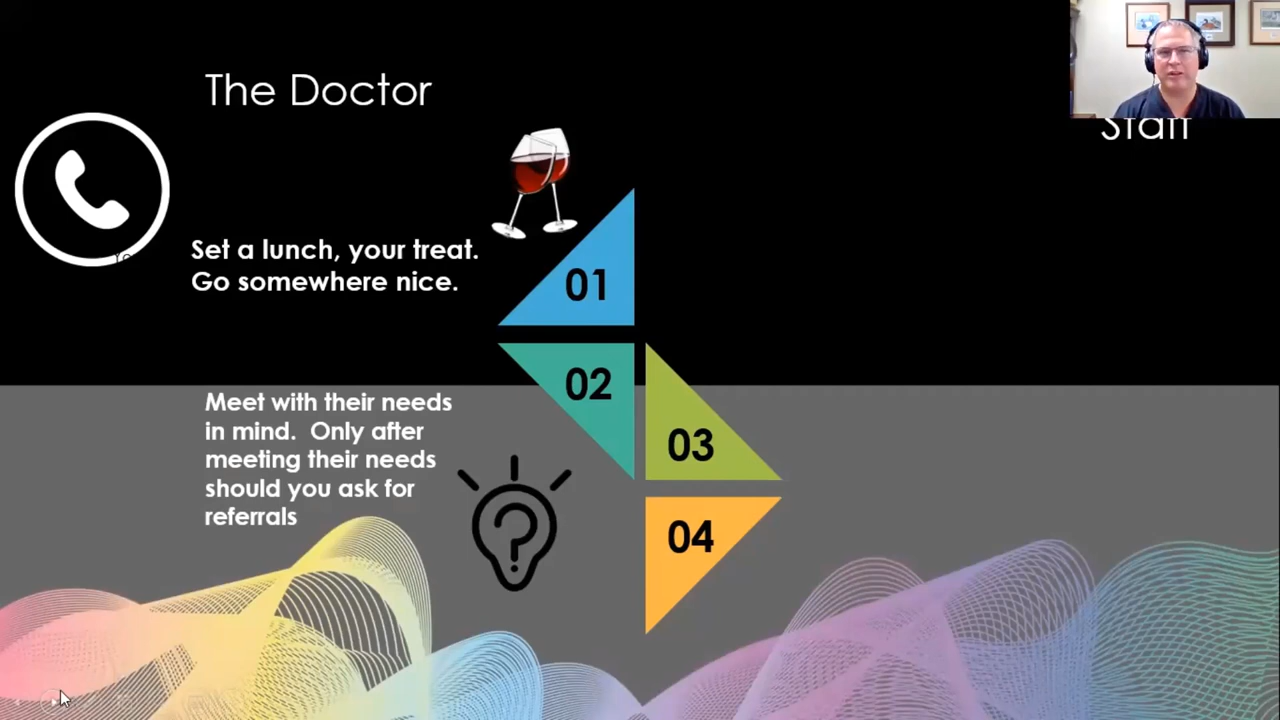 The Doctor
Staff
Set a lunch, your treat.
Go somewhere nice.
01
02
Meet with their needs
in mind.  Only after
meeting their needs
should you ask for
referrals
03
04